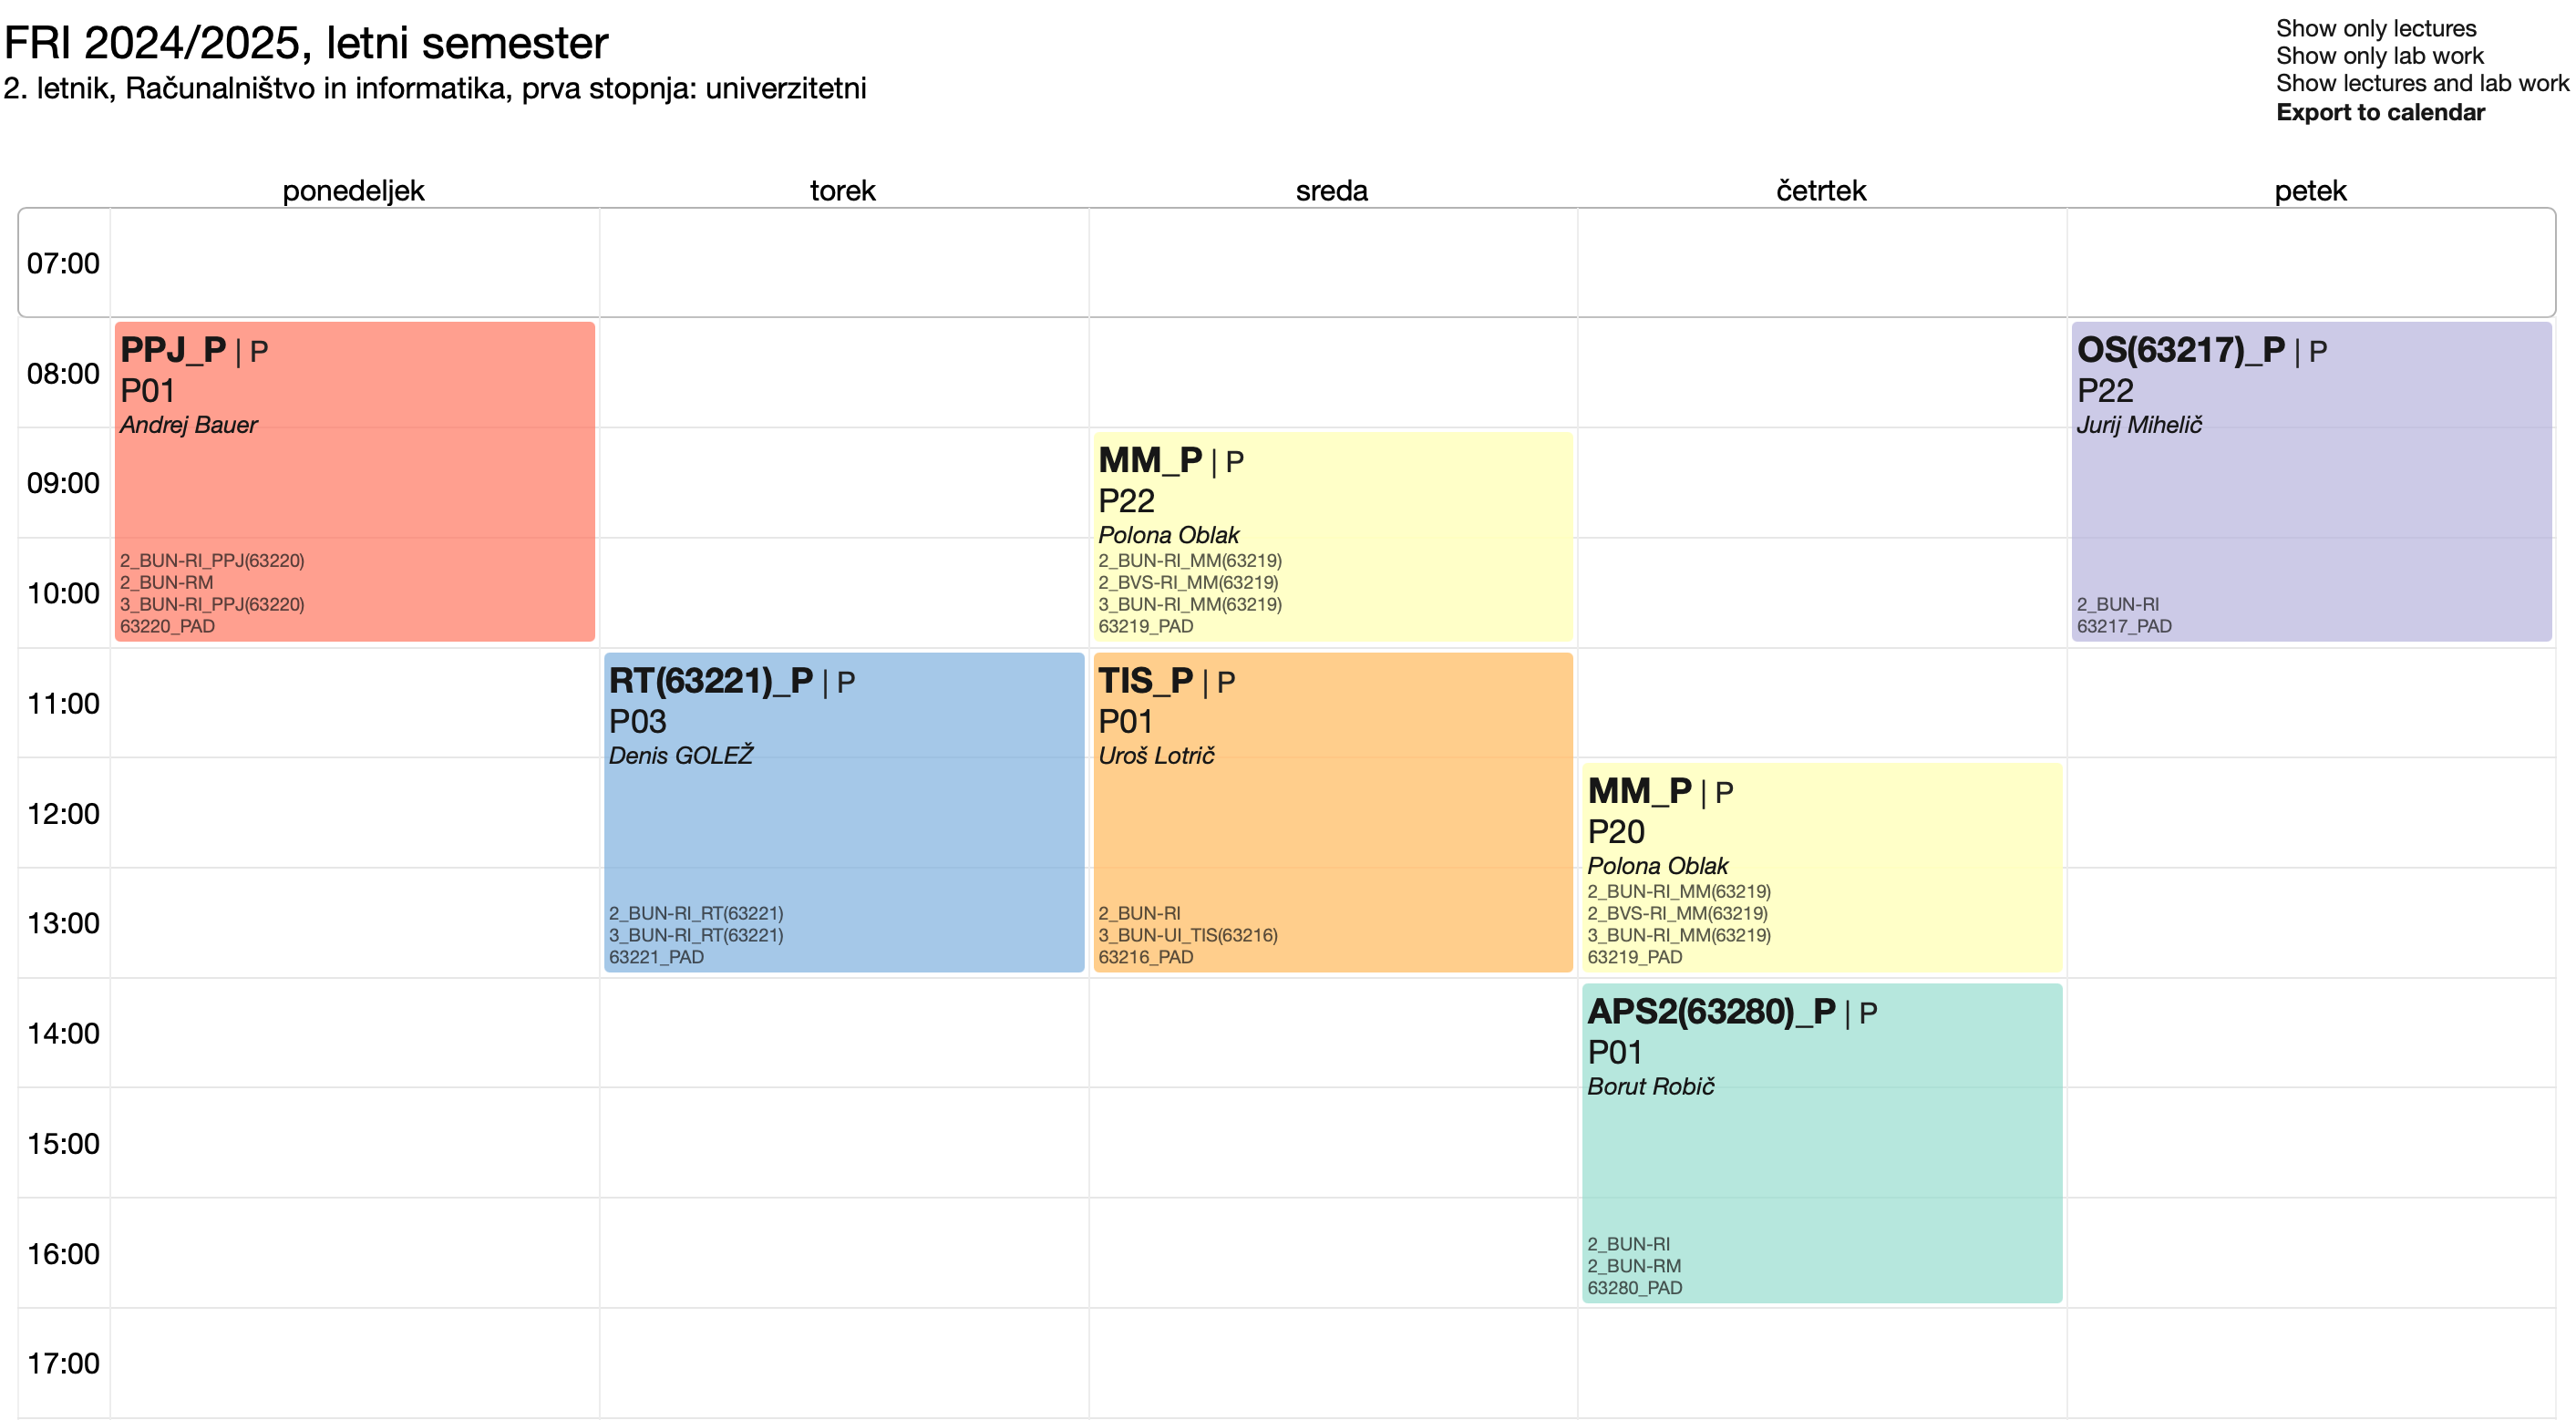 FRI 2024/2025, letni semester
2. letnik, Računalništvo in informatika, prva stopnja: univerzitetni
Show only lectures
Show only lab work
Show lectures and lab work
Export to calendar
ponedeljek torek sreda četrtek petek
07:00
08:00
09:00
10:00
11:00
12:00
13:00
14:00
15:00
16:00
17:00
PPJ_P | P
P01
Andrej Bauer
2_BUN-RI_PPJ(63220)
2_BUN-RM
3_BUN-RI_PPJ(63220)
63220_PAD
RT(63221)_P | P
P03
Denis GOLEŽ
2_BUN-RI_RT(63221)
3_BUN-RI_RT(63221)
63221_PAD
MM_P | P
P22
Polona Oblak
2_BUN-RI_MM(63219)
2_BVS-RI_MM(63219)
3_BUN-RI_MM(63219)
63219_PAD
TIS_P | P
P01
Uroš Lotrič
2_BUN-RI
3_BUN-UI_TIS(63216)
63216_PAD
MM_P | P
P20
Polona Oblak
2_BUN-RI_MM(63219)
2_BVS-RI_MM(63219)
3_BUN-RI_MM(63219)
63219_PAD
APS2(63280)_P | P
P01
Borut Robič
2_BUN-RI
2_BUN-RM
63280_PAD
OS(63217)_P | P
P22
Jurij Mihelič
2_BUN-RI
63217_PAD